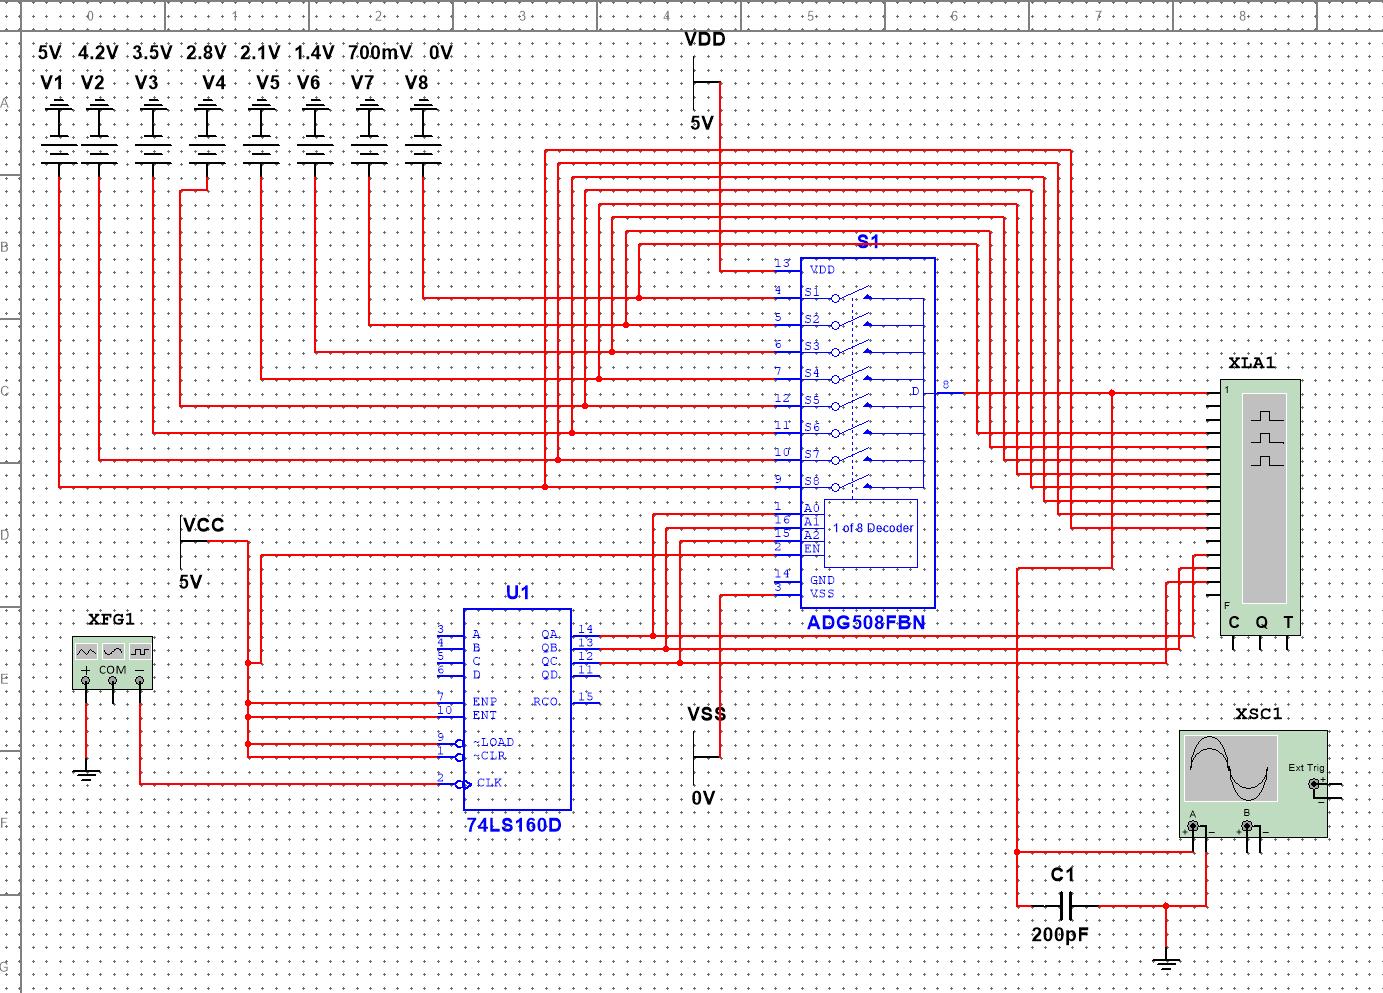 0 1 2 3 4 5 6 7 8
5V 4.2V 3.5V 2.8V 2.1V 1.4V 700mV 0V
V1 V2 V3 V4 V5 V6 V7 V8
VDD
5V
A
B
C
D
E
F
G
S1
13 VDD
4 S1
5 S2
6 S3
7 S4
12 S5
11 S6
10 S7
9 S8
D 8
1 A0
16 A1
15 A2
2 EN
1 of 8 Decoder
14 GND
3 VSS
ADG508FBN
XLA1
1
F
C Q T
VCC
5V
XFG1
+ COM −
U1
3 A QA 14
4 B QB 13
5 C QC 12
6 D QD 11
7 ENP RCO 15
10 ENT
9 ~LOAD
1 ~CLR
2 CLK
74LS160D
VSS
0V
XSC1
Ext Trig
+
−
A B
+ − + −
C1
200pF